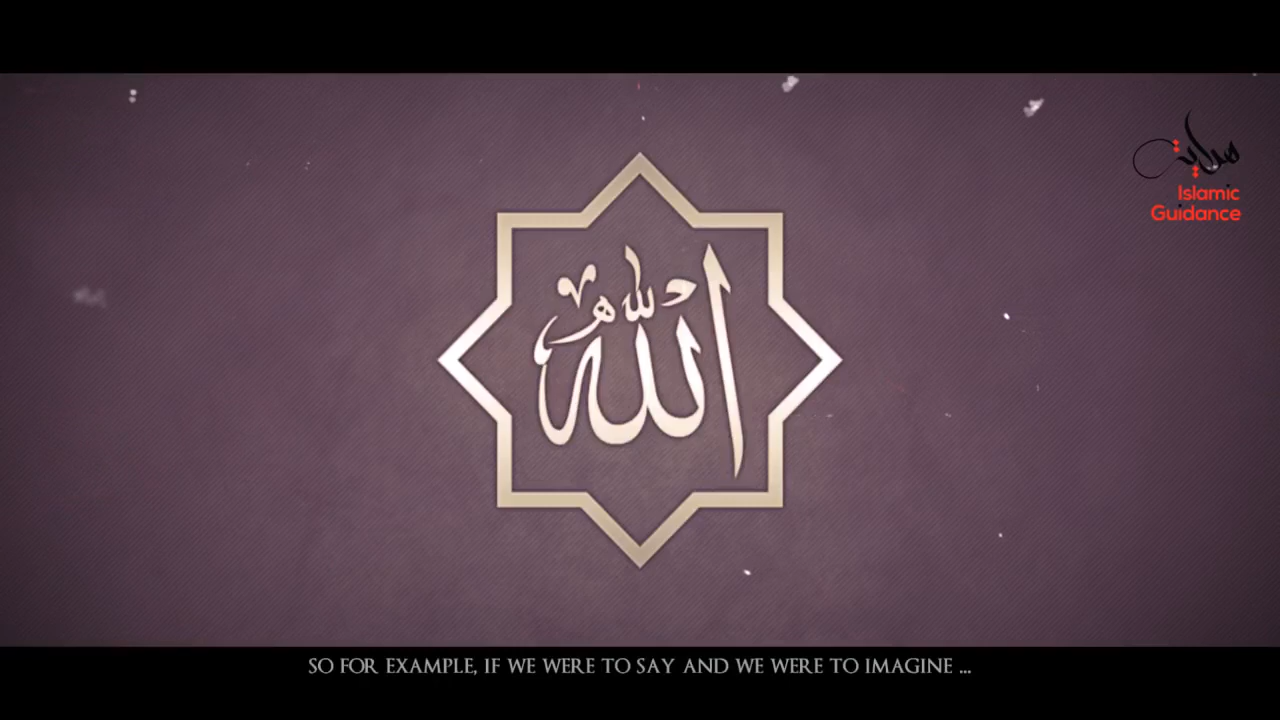 هداية
Islamic
Guidance
الله
SO FOR EXAMPLE, IF WE WERE TO SAY AND WE WERE TO IMAGINE ...